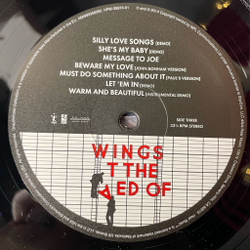 SILLY LOVE SONGS [DEMO]
SHE'S MY BABY [DEMO]
MESSAGE TO JOE
BEWARE MY LOVE [JOHN BONHAM VERSION]
MUST DO SOMETHING ABOUT IT [PAUL'S VERSION]
LET 'EM IN [DEMO]
WARM AND BEAUTIFUL [INSTRUMENTAL DEMO]
SIDE THREE
33 ⅓ RPM STEREO
WINGS
T THE
ED OF